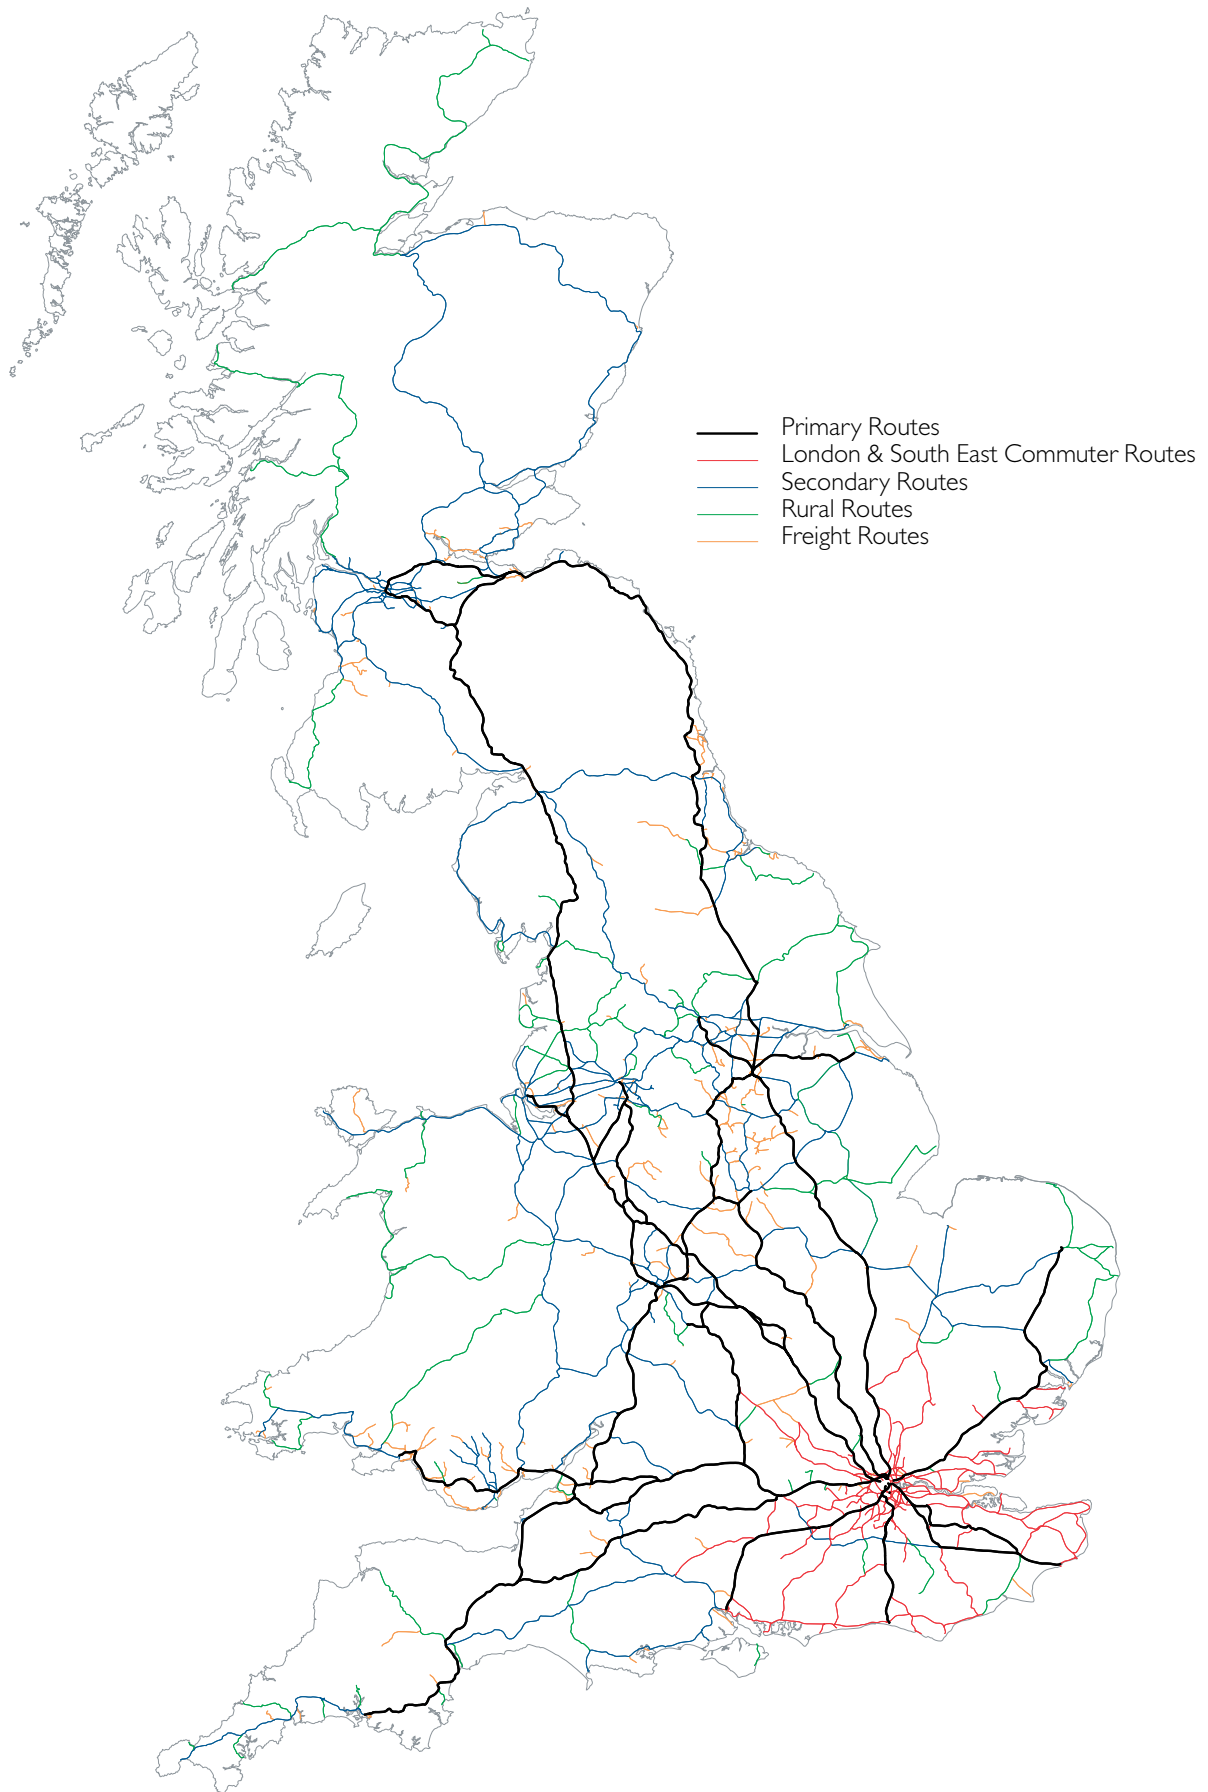 Primary Routes
London & South East Commuter Routes
Secondary Routes
Rural Routes
Freight Routes